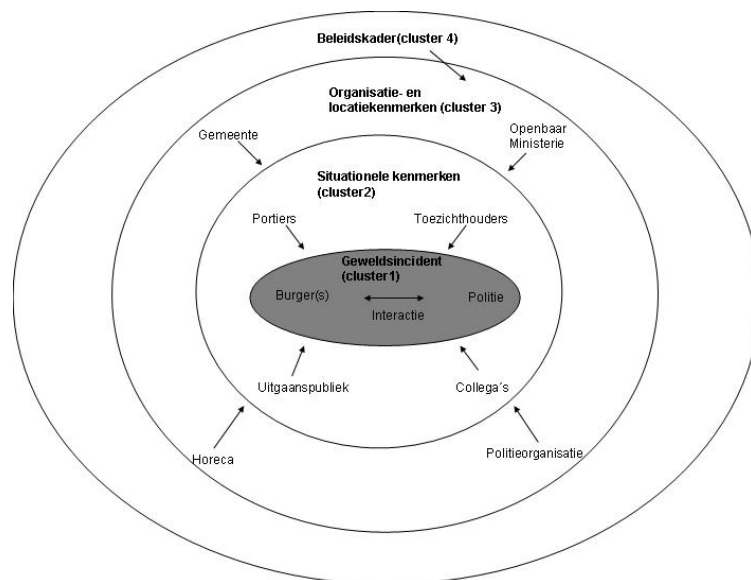 Beleidskader(cluster 4)
Organisatie- en
locatiekenmerken (cluster 3)
Gemeente
Openbaar
Ministerie
Situationele kenmerken
(cluster2)
Portiers
Toezichthouders
Geweldsincident
(cluster1)
Burger(s)
Politie
Interactie
Uitgaanspubliek
Collega´s
Horeca
Politieorganisatie